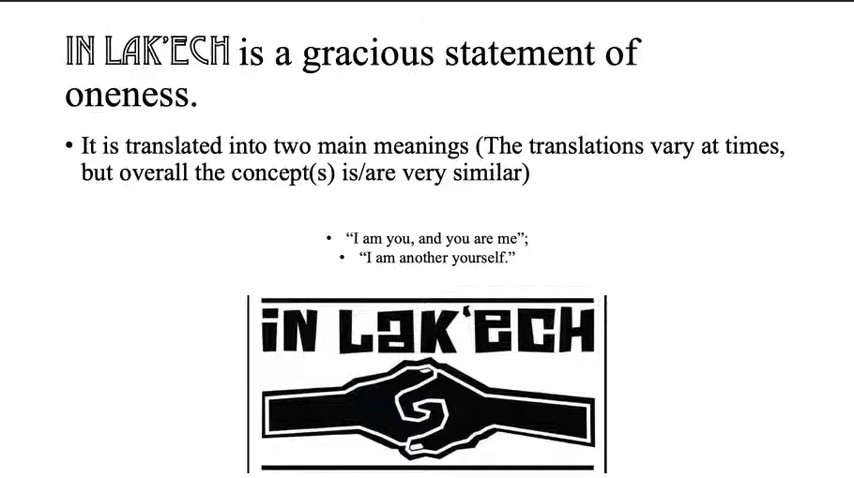 IN LAK'ECH is a gracious statement of
oneness.
• It is translated into two main meanings (The translations vary at times,
but overall the concept(s) is/are very similar)
• “I am you, and you are me”;
• “I am another yourself.”
iN LaK‘ECH